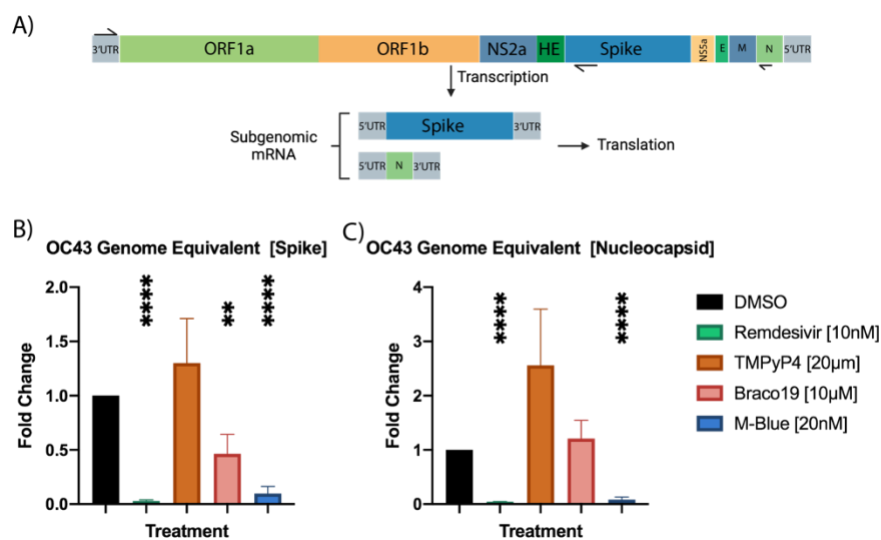 A)
3'UTR ORF1a ORF1b NS2a HE Spike NS5a E M N 5'UTR
Transcription
Subgenomic
mRNA
5'UTR Spike 3'UTR
Translation
5'UTR N 3'UTR
B)
OC43 Genome Equivalent [Spike]
Fold Change
2.0
1.5
1.0
0.5
0.0
****
**
****
Treatment
C)
OC43 Genome Equivalent [Nucleocapsid]
Fold Change
4
3
2
1
0
****
****
Treatment
DMSO
Remdesivir [10nM]
TMPyP4 [20μm]
Braco19 [10μM]
M-Blue [20nM]